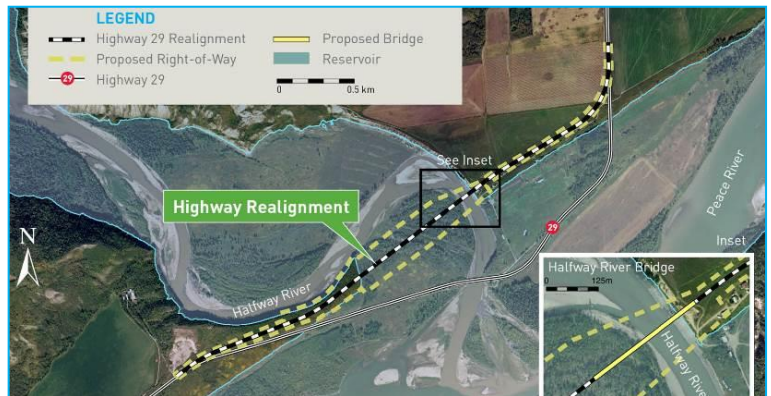 LEGEND
Highway 29 Realignment
Proposed Right-of-Way
29 Highway 29
Proposed Bridge
Reservoir
0 0.5 km
See Inset
Highway Realignment
N
Halfway River
29
Peace River
Inset
Halfway River Bridge
0 125m
Halfway River